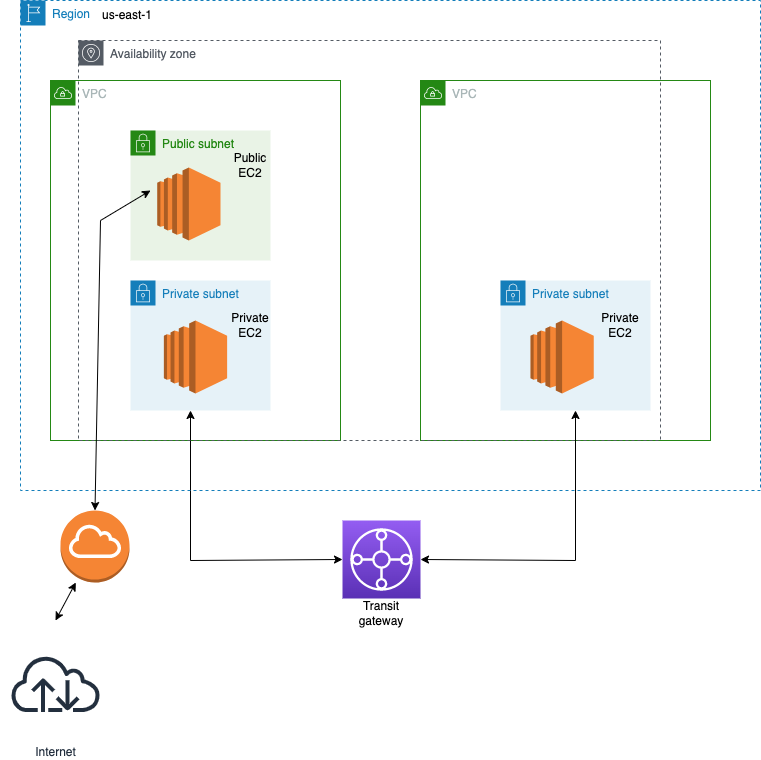 Region us-east-1
Availability zone
VPC
VPC
Public subnet
Public
EC2
Private subnet
Private
EC2
Private subnet
Private
EC2
Transit
gateway
Internet